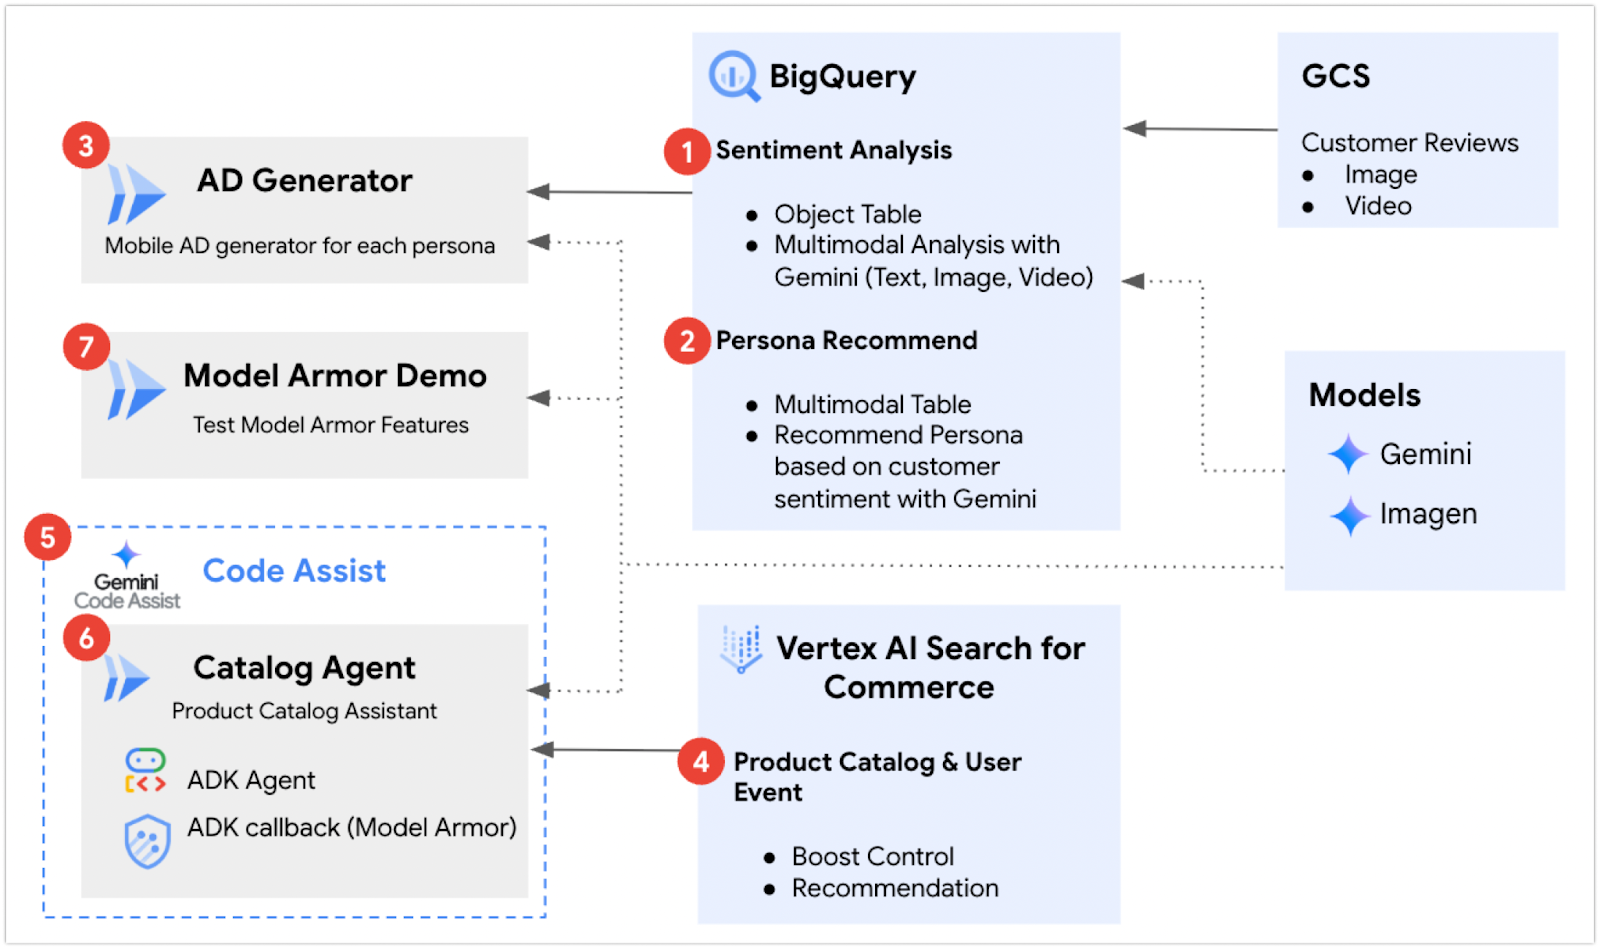 3
AD Generator
Mobile AD generator for each persona
7
Model Armor Demo
Test Model Armor Features
5
Gemini
Code Assist
Code Assist
6
Catalog Agent
Product Catalog Assistant
ADK Agent
ADK callback (Model Armor)
BigQuery
1
Sentiment Analysis
● Object Table
● Multimodal Analysis with
Gemini (Text, Image, Video)
2
Persona Recommend
● Multimodal Table
● Recommend Persona
based on customer
sentiment with Gemini
Vertex AI Search for
Commerce
4
Product Catalog & User
Event
● Boost Control
● Recommendation
GCS
Customer Reviews
● Image
● Video
Models
Gemini
Imagen